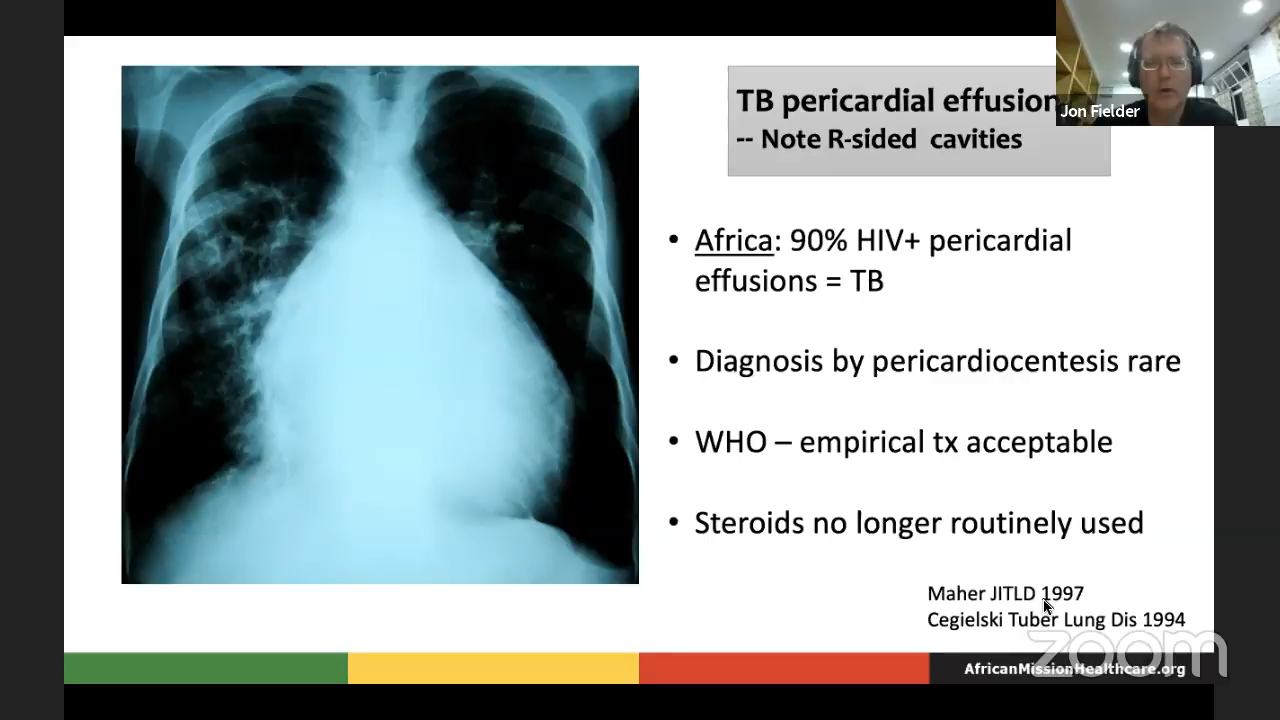 TB pericardial effusion
-- Note R-sided cavities
Jon Fielder
• Africa: 90% HIV+ pericardial
effusions = TB
• Diagnosis by pericardiocentesis rare
• WHO – empirical tx acceptable
• Steroids no longer routinely used
Maher JITLD 1997
Cegielski Tuber Lung Dis 1994
zoom
AfricanMissionHealthcare.org